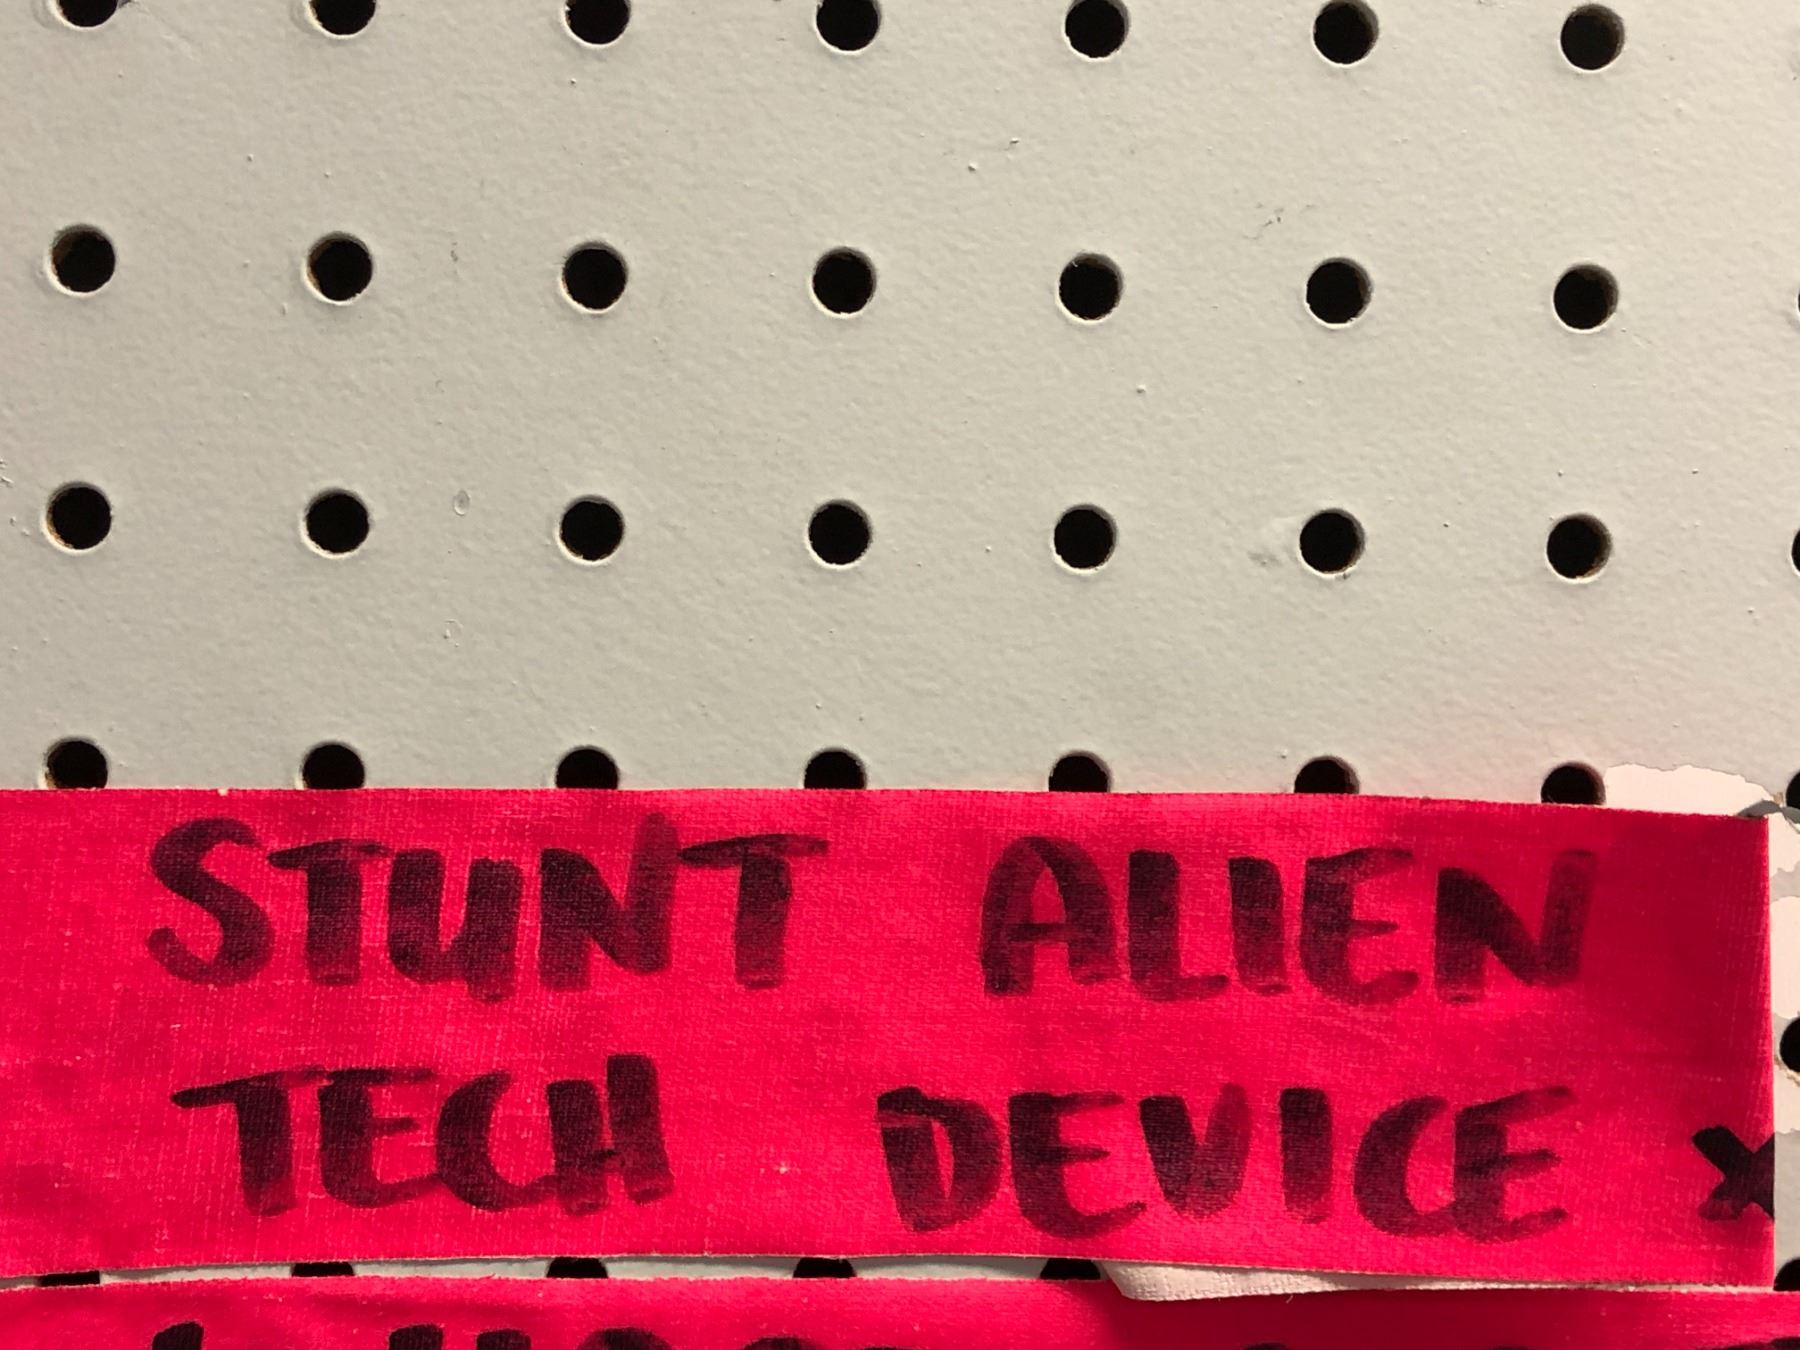 STUNT ALIEN
TECH DEVICE X